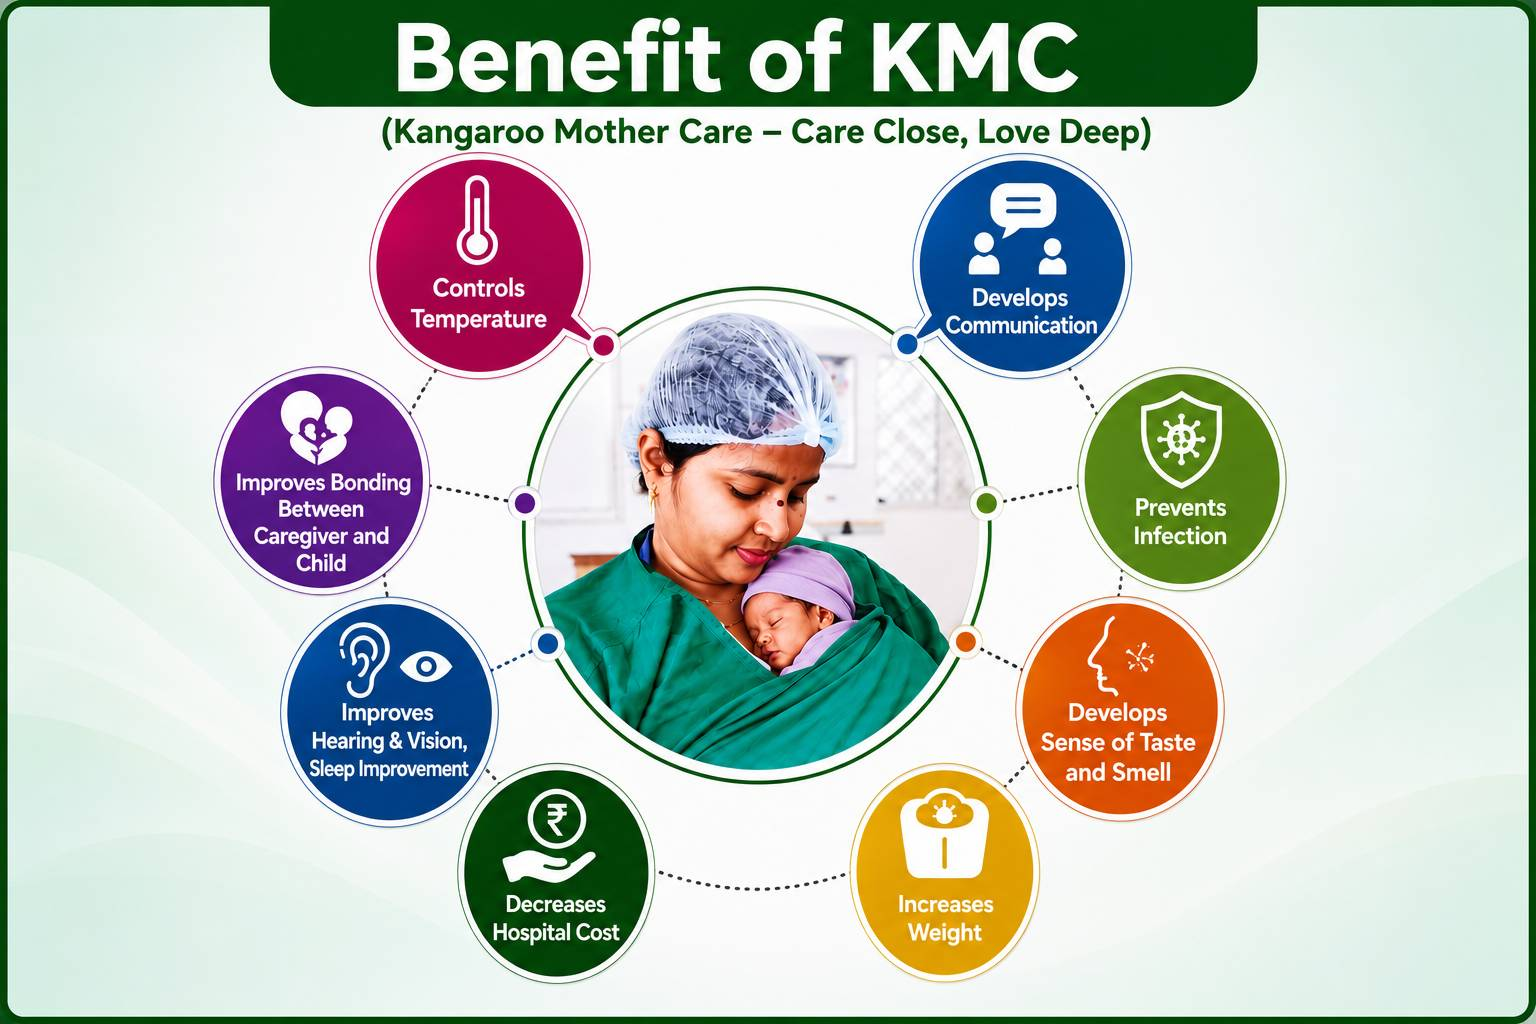 Benefit of KMC
(Kangaroo Mother Care – Care Close, Love Deep)
Controls
Temperature
Develops
Communication
Improves Bonding
Between
Caregiver and
Child
Prevents
Infection
Improves
Hearing & Vision,
Sleep Improvement
Develops
Sense of Taste
and Smell
₹
Decreases
Hospital Cost
Increases
Weight